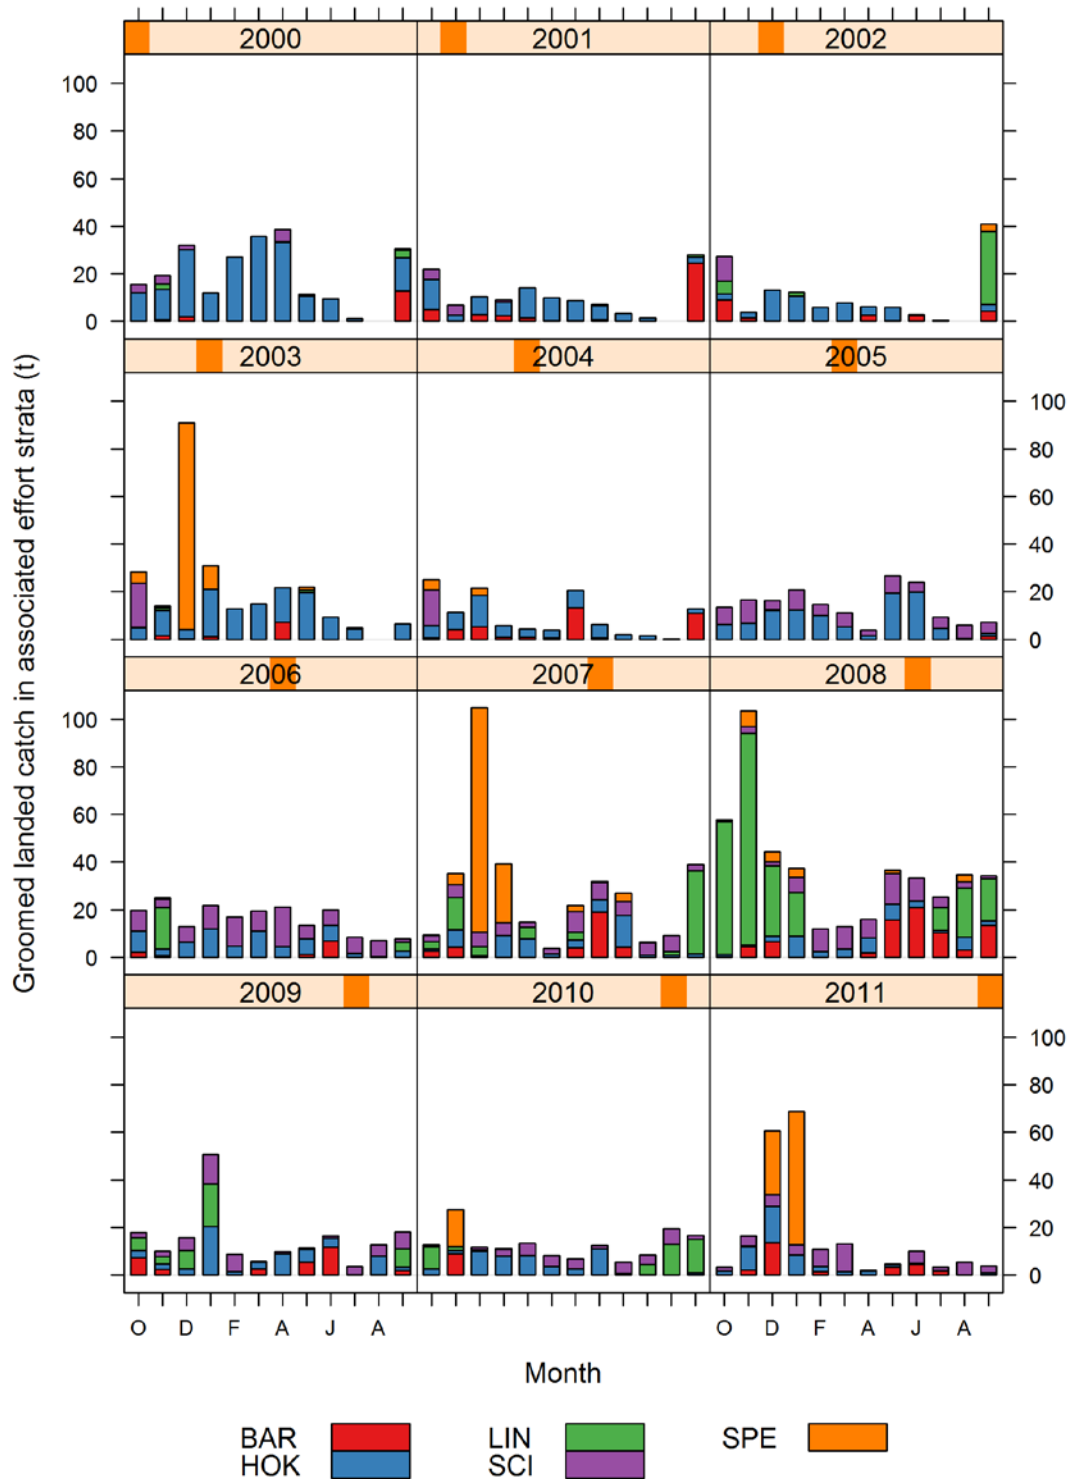 2000 2001 2002
100
80
60
40
20
0
2003 2004 2005
100
80
60
40
20
0
2006 2007 2008
100
80
60
40
20
0
2009 2010 2011
100
80
60
40
20
0
Groomed landed catch in associated effort strata (t)
O D F A J A O D F A J A
Month
BAR LIN SPE
HOK SCI